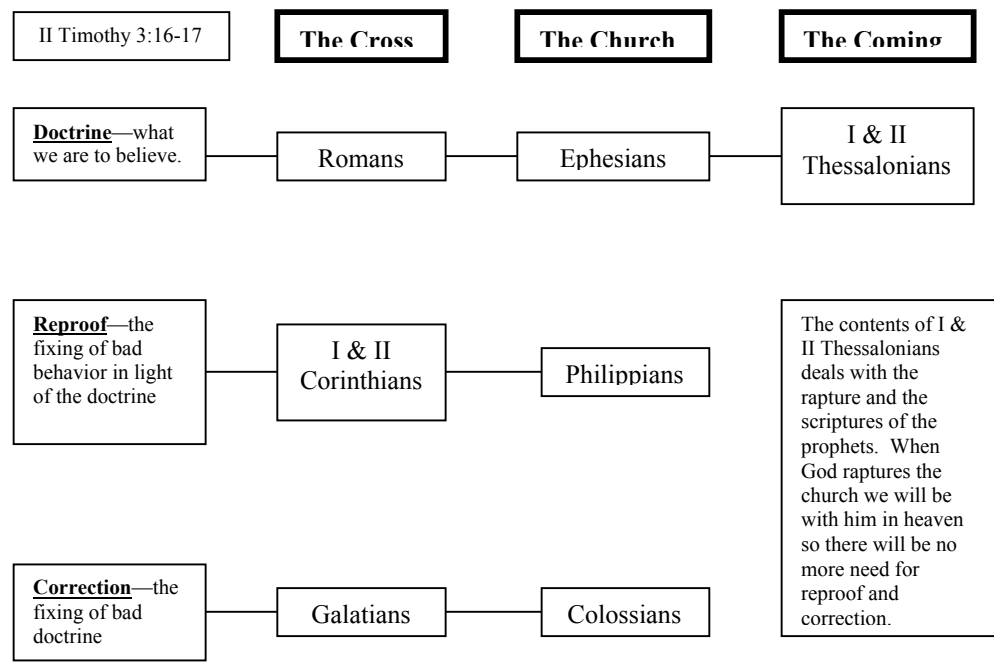 II Timothy 3:16-17
The Cross
The Church
The Coming
Doctrine—what
we are to believe.
Romans
Ephesians
I & II
Thessalonians
Reproof—the
fixing of bad
behavior in light
of the doctrine
I & II
Corinthians
Philippians
The contents of I &
II Thessalonians
deals with the
rapture and the
scriptures of the
prophets. When
God raptures the
church we will be
with him in heaven
so there will be no
more need for
reproof and
correction.
Correction—the
fixing of bad
doctrine
Galatians
Colossians